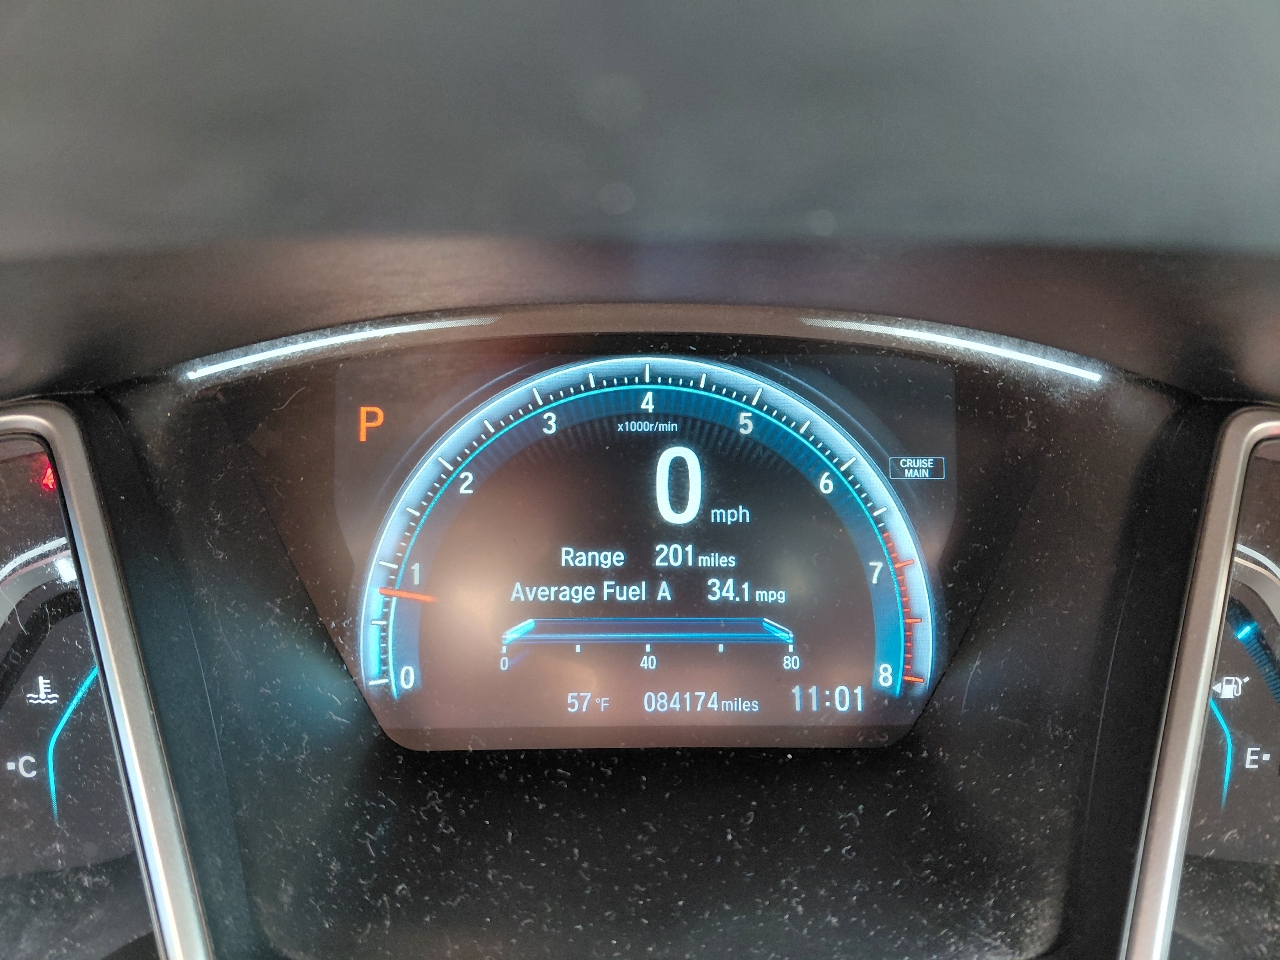 P
4
3
5
x1000r/min
CRUISE
MAIN
2
0 mph
6
Range 201 miles
1
7
Average Fuel A 34.1 mpg
0 40 80
0
8
57°F 084174 miles 11:01
C
E